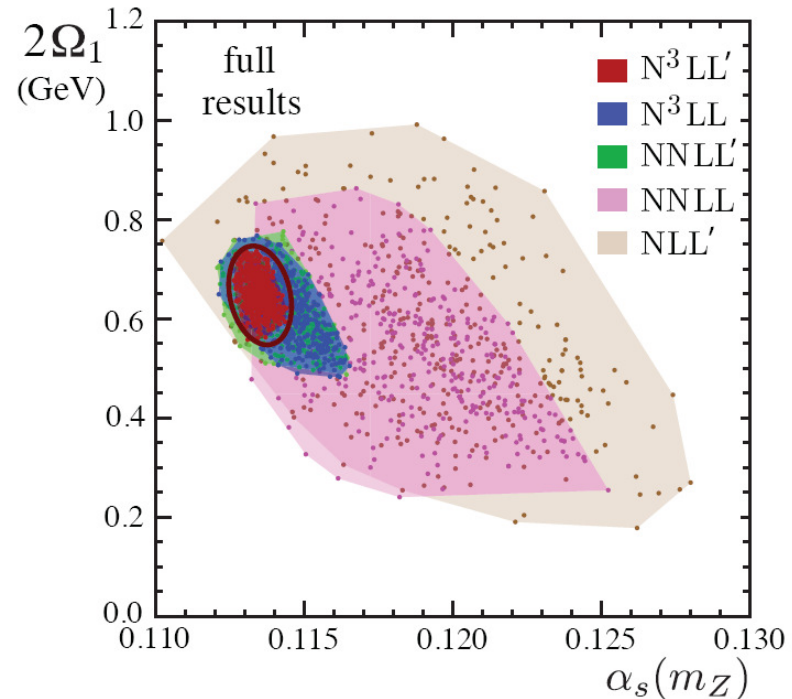 2Ω₁
(GeV)
1.2
1.0
0.8
0.6
0.4
0.2
0.0
full
results
N³LL′
N³LL
NNLL′
NNLL
NLL′
0.110
0.115
0.120
0.125
0.130
αₛ(m_Z)